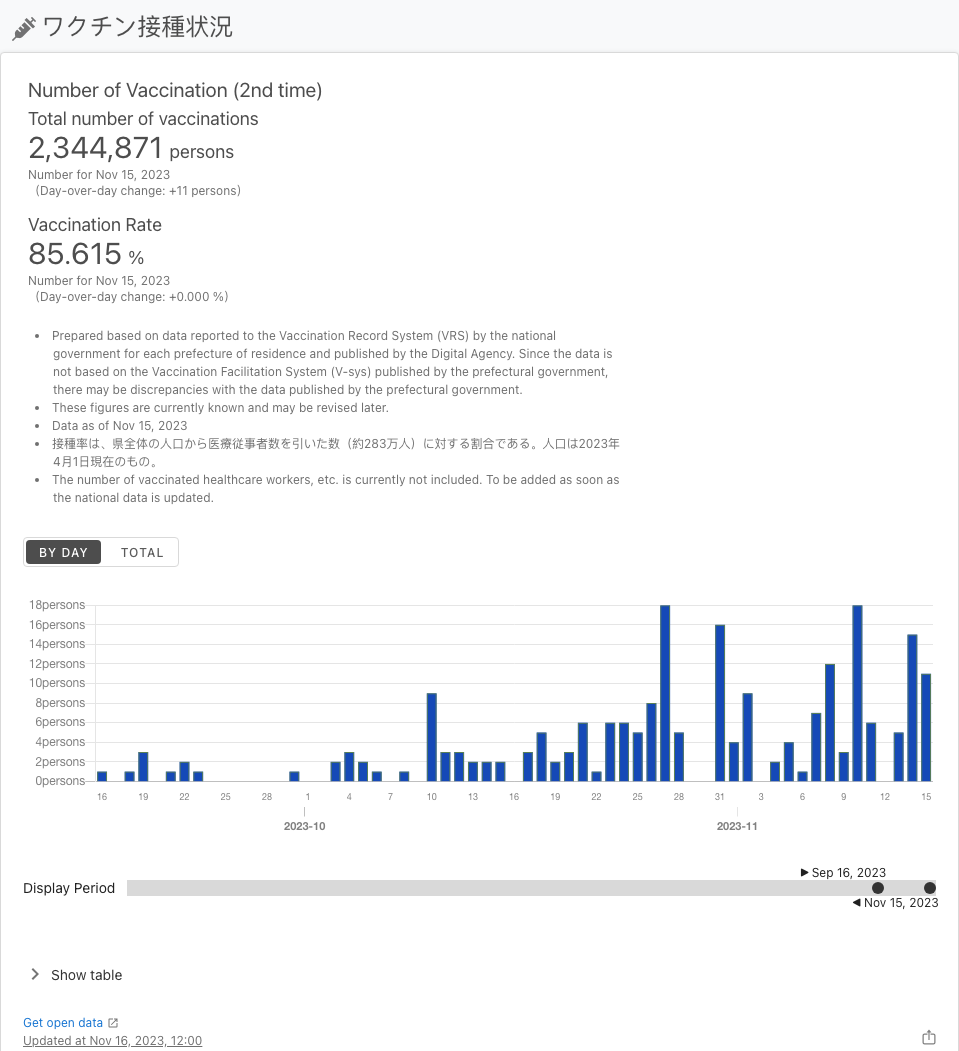 ワクチン接種状況
Number of Vaccination (2nd time)
Total number of vaccinations
2,344,871 persons
Number for Nov 15, 2023
(Day-over-day change: +11 persons)
Vaccination Rate
85.615 %
Number for Nov 15, 2023
(Day-over-day change: +0.000 %)
• Prepared based on data reported to the Vaccination Record System (VRS) by the national
government for each prefecture of residence and published by the Digital Agency. Since the data is
not based on the Vaccination Facilitation System (V-sys) published by the prefectural government,
there may be discrepancies with the data published by the prefectural government.
• These figures are currently known and may be revised later.
• Data as of Nov 15, 2023
• 接種率は、県全体の人口から医療従事者数を引いた数（約283万人）に対する割合である。人口は2023年
4月1日現在のもの。
• The number of vaccinated healthcare workers, etc. is currently not included. To be added as soon as
the national data is updated.
BY DAY TOTAL
18persons
16persons
14persons
12persons
10persons
8persons
6persons
4persons
2persons
0persons
16 19 22 25 28 1 4 7 10 13 16 19 22 25 28 31 3 6 9 12 15
2023-10 2023-11
Sep 16, 2023
Display Period
Nov 15, 2023
Show table
Get open data
Updated at Nov 16, 2023, 12:00